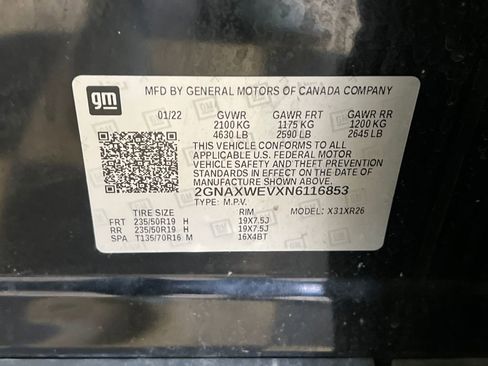 gm
MFD BY GENERAL MOTORS OF CANADA COMPANY
01/22 GVWR GAWR FRT GAWR RR
2100 KG 1175 KG 1200 KG
4630 LB 2590 LB 2645 LB
THIS VEHICLE CONFORMS TO ALL
APPLICABLE U.S. FEDERAL MOTOR
VEHICLE SAFETY AND THEFT PREVENTION
STANDARDS IN EFFECT ON THE DATE OF
MANUFACTURE SHOWN ABOVE.
2GNAXWEVXN6116853
TYPE: M.P.V. MODEL: X31XR26
TIRE SIZE RIM
FRT 235/50R19 H 19X7.5J
RR 235/50R19 H 19X7.5J
SPA T135/70R16 M 16X4BT